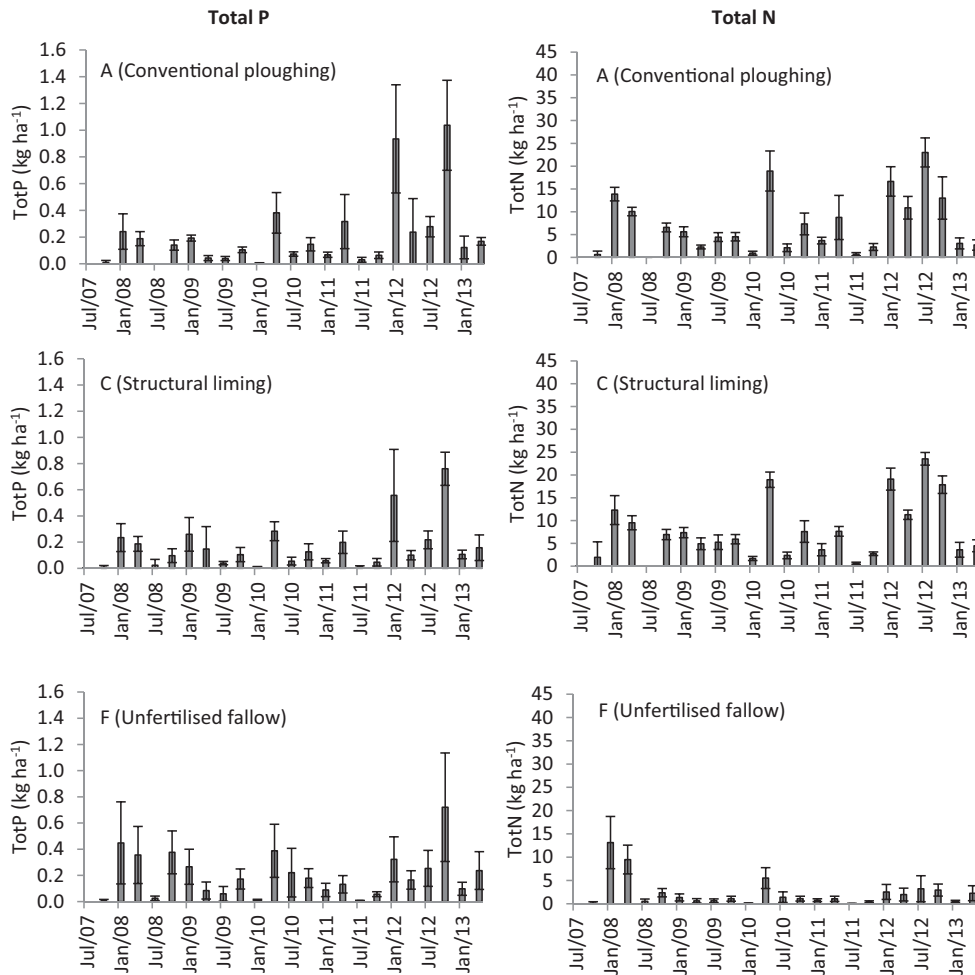 Total P
Total N
A (Conventional ploughing)
TotP (kg ha⁻¹)
1.6
1.4
1.2
1.0
0.8
0.6
0.4
0.2
0.0
Jul/07
Jan/08
Jul/08
Jan/09
Jul/09
Jan/10
Jul/10
Jan/11
Jul/11
Jan/12
Jul/12
Jan/13
A (Conventional ploughing)
TotN (kg ha⁻¹)
45
40
35
30
25
20
15
10
5
0
Jul/07
Jan/08
Jul/08
Jan/09
Jul/09
Jan/10
Jul/10
Jan/11
Jul/11
Jan/12
Jul/12
Jan/13
C (Structural liming)
TotP (kg ha⁻¹)
1.6
1.4
1.2
1.0
0.8
0.6
0.4
0.2
0.0
Jul/07
Jan/08
Jul/08
Jan/09
Jul/09
Jan/10
Jul/10
Jan/11
Jul/11
Jan/12
Jul/12
Jan/13
C (Structural liming)
TotN (kg ha⁻¹)
45
40
35
30
25
20
15
10
5
0
Jul/07
Jan/08
Jul/08
Jan/09
Jul/09
Jan/10
Jul/10
Jan/11
Jul/11
Jan/12
Jul/12
Jan/13
F (Unfertilised fallow)
TotP (kg ha⁻¹)
1.6
1.4
1.2
1.0
0.8
0.6
0.4
0.2
0.0
Jul/07
Jan/08
Jul/08
Jan/09
Jul/09
Jan/10
Jul/10
Jan/11
Jul/11
Jan/12
Jul/12
Jan/13
F (Unfertilised fallow)
TotN (kg ha⁻¹)
45
40
35
30
25
20
15
10
5
0
Jul/07
Jan/08
Jul/08
Jan/09
Jul/09
Jan/10
Jul/10
Jan/11
Jul/11
Jan/12
Jul/12
Jan/13